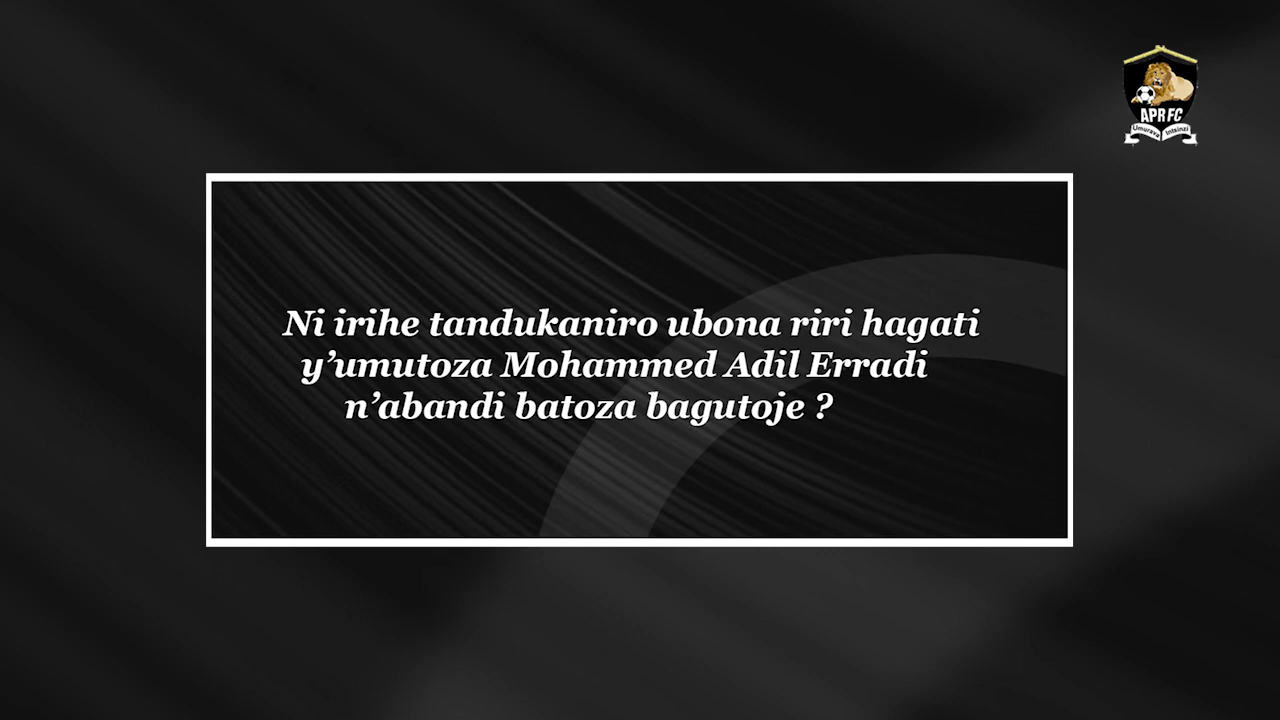 APR FC
Umurava Intsinzi
Ni irihe tandukaniro ubona riri hagati
y’umutoza Mohammed Adil Erradi
n’abandi batoza bagutoje ?